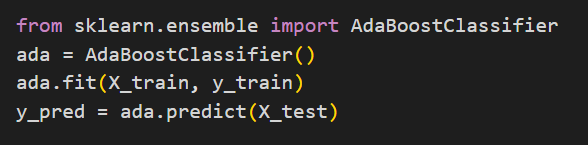 from sklearn.ensemble import AdaBoostClassifier
ada = AdaBoostClassifier()
ada.fit(X_train, y_train)
y_pred = ada.predict(X_test)